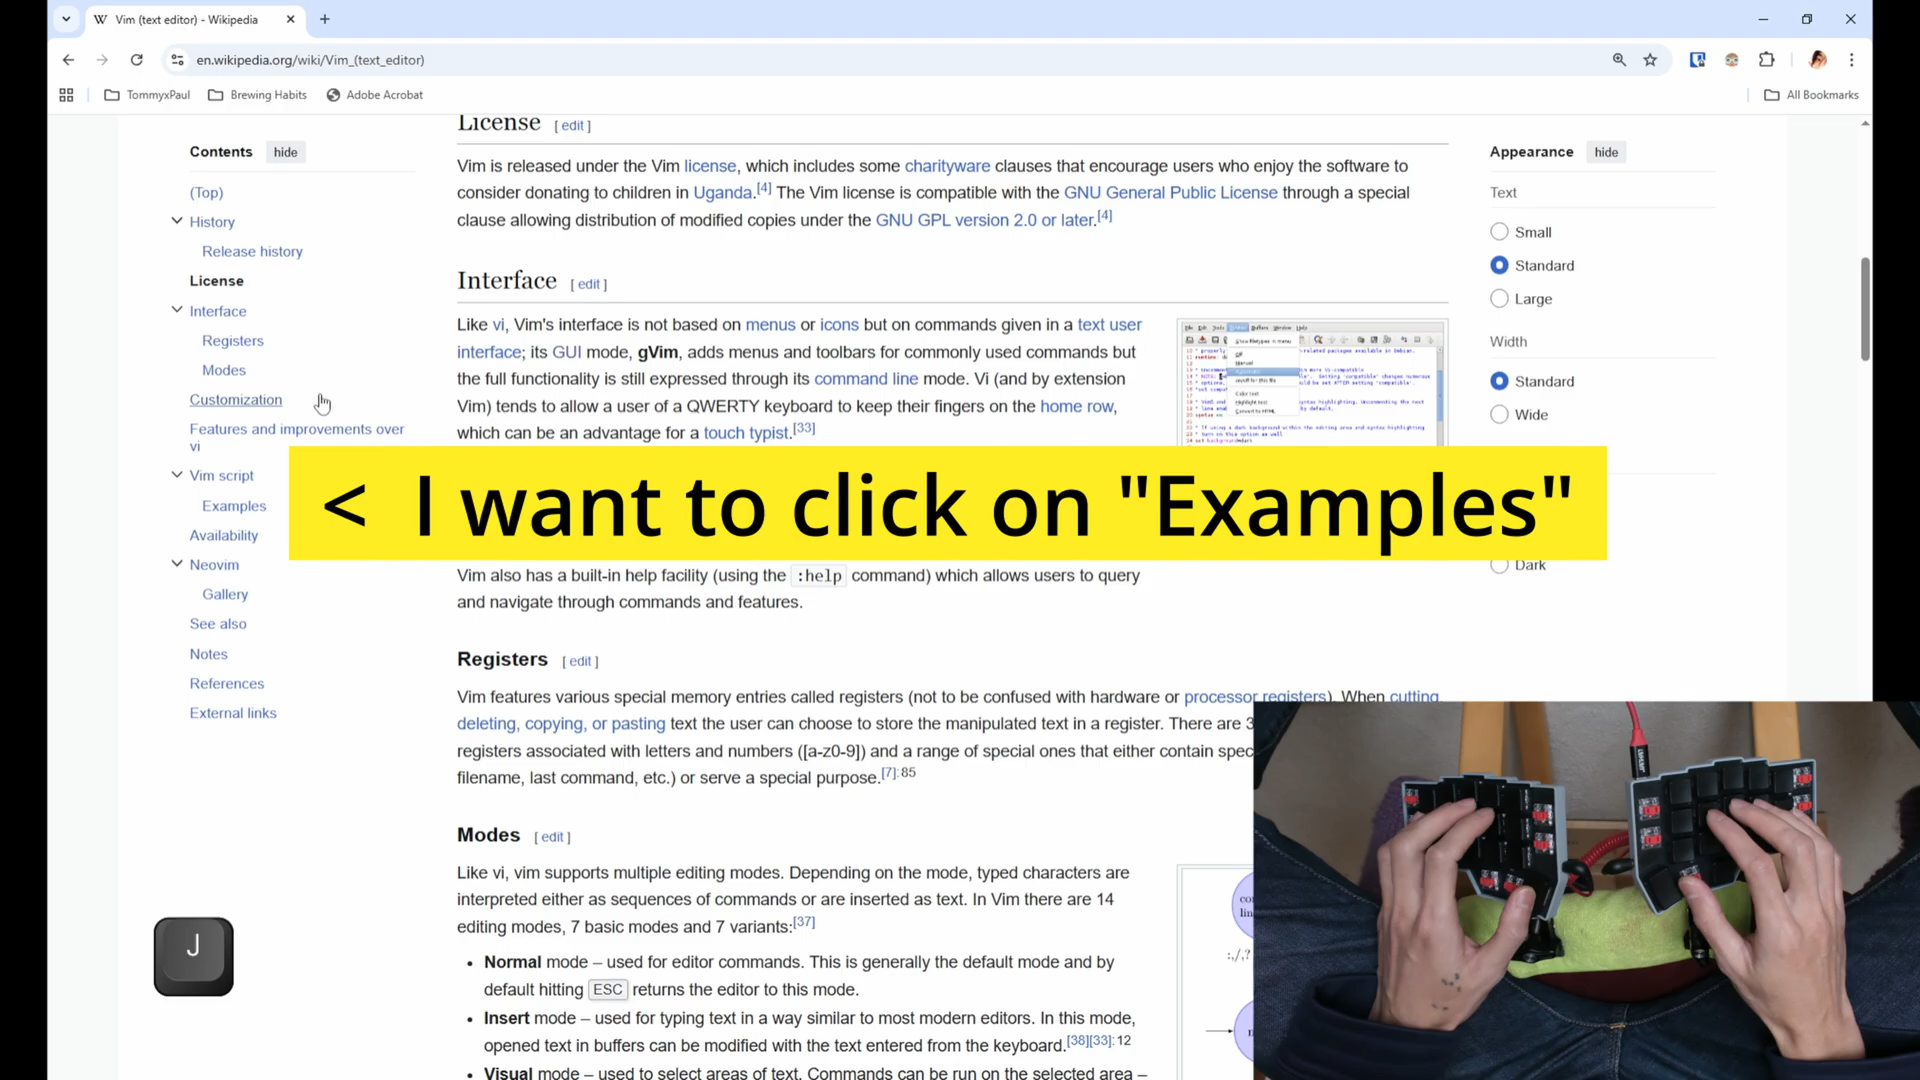 Vim (text editor) - Wikipedia
en.wikipedia.org/wiki/Vim_(text_editor)
TommyxPaul
Brewing Habits
Adobe Acrobat
All Bookmarks
Contents
hide
(Top)
History
Release history
License
Interface
Registers
Modes
Customization
Features and improvements over
vi
Vim script
Examples
Availability
Neovim
Gallery
See also
Notes
References
External links
License [ edit ]
Vim is released under the Vim license, which includes some charityware clauses that encourage users who enjoy the software to
consider donating to children in Uganda.[4] The Vim license is compatible with the GNU General Public License through a special
clause allowing distribution of modified copies under the GNU GPL version 2.0 or later.[4]
Interface [ edit ]
Like vi, Vim's interface is not based on menus or icons but on commands given in a text user
interface; its GUI mode, gVim, adds menus and toolbars for commonly used commands but
the full functionality is still expressed through its command line mode. Vi (and by extension
Vim) tends to allow a user of a QWERTY keyboard to keep their fingers on the home row,
which can be an advantage for a touch typist.[33]
< I want to click on "Examples"
Vim also has a built-in help facility (using the :help command) which allows users to query
and navigate through commands and features.
Registers [ edit ]
Vim features various special memory entries called registers (not to be confused with hardware or processor registers). When cutting
deleting, copying, or pasting text the user can choose to store the manipulated text in a register. There are 3
registers associated with letters and numbers ([a-z0-9]) and a range of special ones that either contain spec
filename, last command, etc.) or serve a special purpose.[7]:85
Modes [ edit ]
Like vi, vim supports multiple editing modes. Depending on the mode, typed characters are
interpreted either as sequences of commands or are inserted as text. In Vim there are 14
editing modes, 7 basic modes and 7 variants:[37]
• Normal mode – used for editor commands. This is generally the default mode and by
default hitting ESC returns the editor to this mode.
• Insert mode – used for typing text in a way similar to most modern editors. In this mode,
opened text in buffers can be modified with the text entered from the keyboard.[38][33]:12
• Visual mode – used to select areas of text. Commands can be run on the selected area –
Appearance
hide
Text
Small
Standard
Large
Width
Standard
Wide
Dark
J